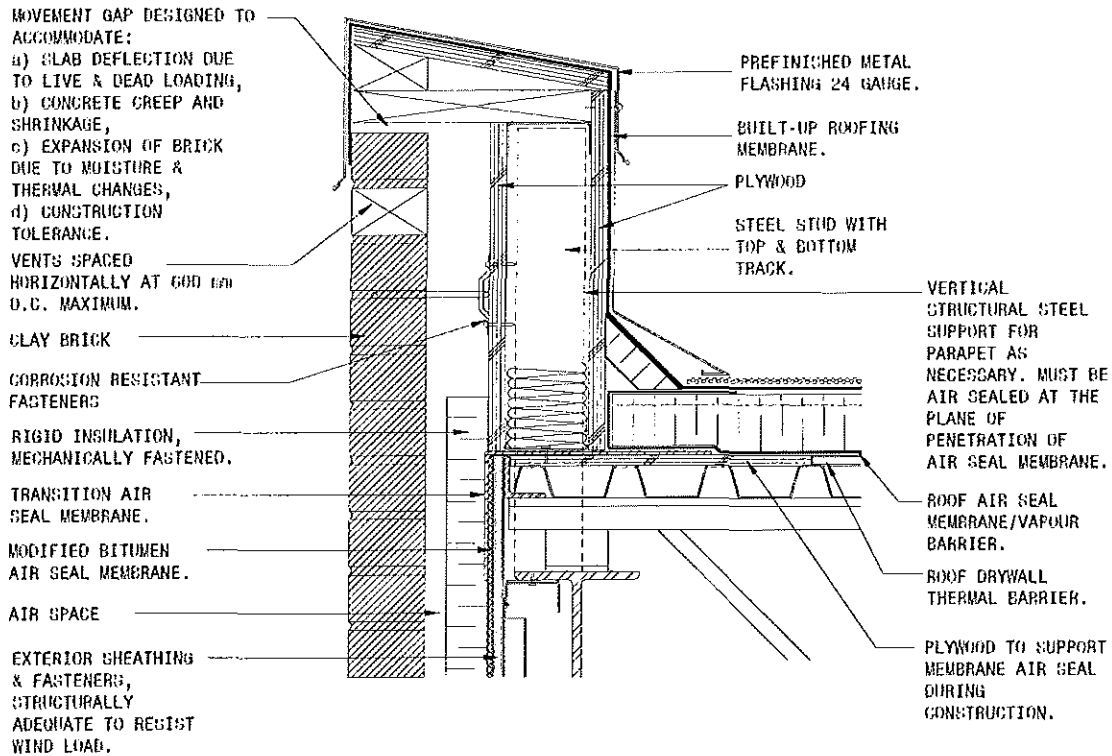 MOVEMENT GAP DESIGNED TO
ACCOMMODATE:
a) SLAB DEFLECTION DUE
TO LIVE & DEAD LOADING,
b) CONCRETE CREEP AND
SHRINKAGE,
c) EXPANSION OF BRICK
DUE TO MOISTURE &
THERMAL CHANGES,
d) CONSTRUCTION
TOLERANCE.
VENTS SPACED
HORIZONTALLY AT 600 mm
O.C. MAXIMUM.
CLAY BRICK
CORROSION RESISTANT
FASTENERS
RIGID INSULATION,
MECHANICALLY FASTENED.
TRANSITION AIR
SEAL MEMBRANE.
MODIFIED BITUMEN
AIR SEAL MEMBRANE.
AIR SPACE
EXTERIOR SHEATHING
& FASTENERS,
STRUCTURALLY
ADEQUATE TO RESIST
WIND LOAD.
PREFINISHED METAL
FLASHING 24 GAUGE.
BUILT-UP ROOFING
MEMBRANE.
PLYWOOD
STEEL STUD WITH
TOP & BOTTOM
TRACK.
VERTICAL
STRUCTURAL STEEL
SUPPORT FOR
PARAPET AS
NECESSARY. MUST BE
AIR SEALED AT THE
PLANE OF
PENETRATION OF
AIR SEAL MEMBRANE.
ROOF AIR SEAL
MEMBRANE/VAPOUR
BARRIER.
ROOF DRYWALL
THERMAL BARRIER.
PLYWOOD TO SUPPORT
MEMBRANE AIR SEAL
DURING
CONSTRUCTION.